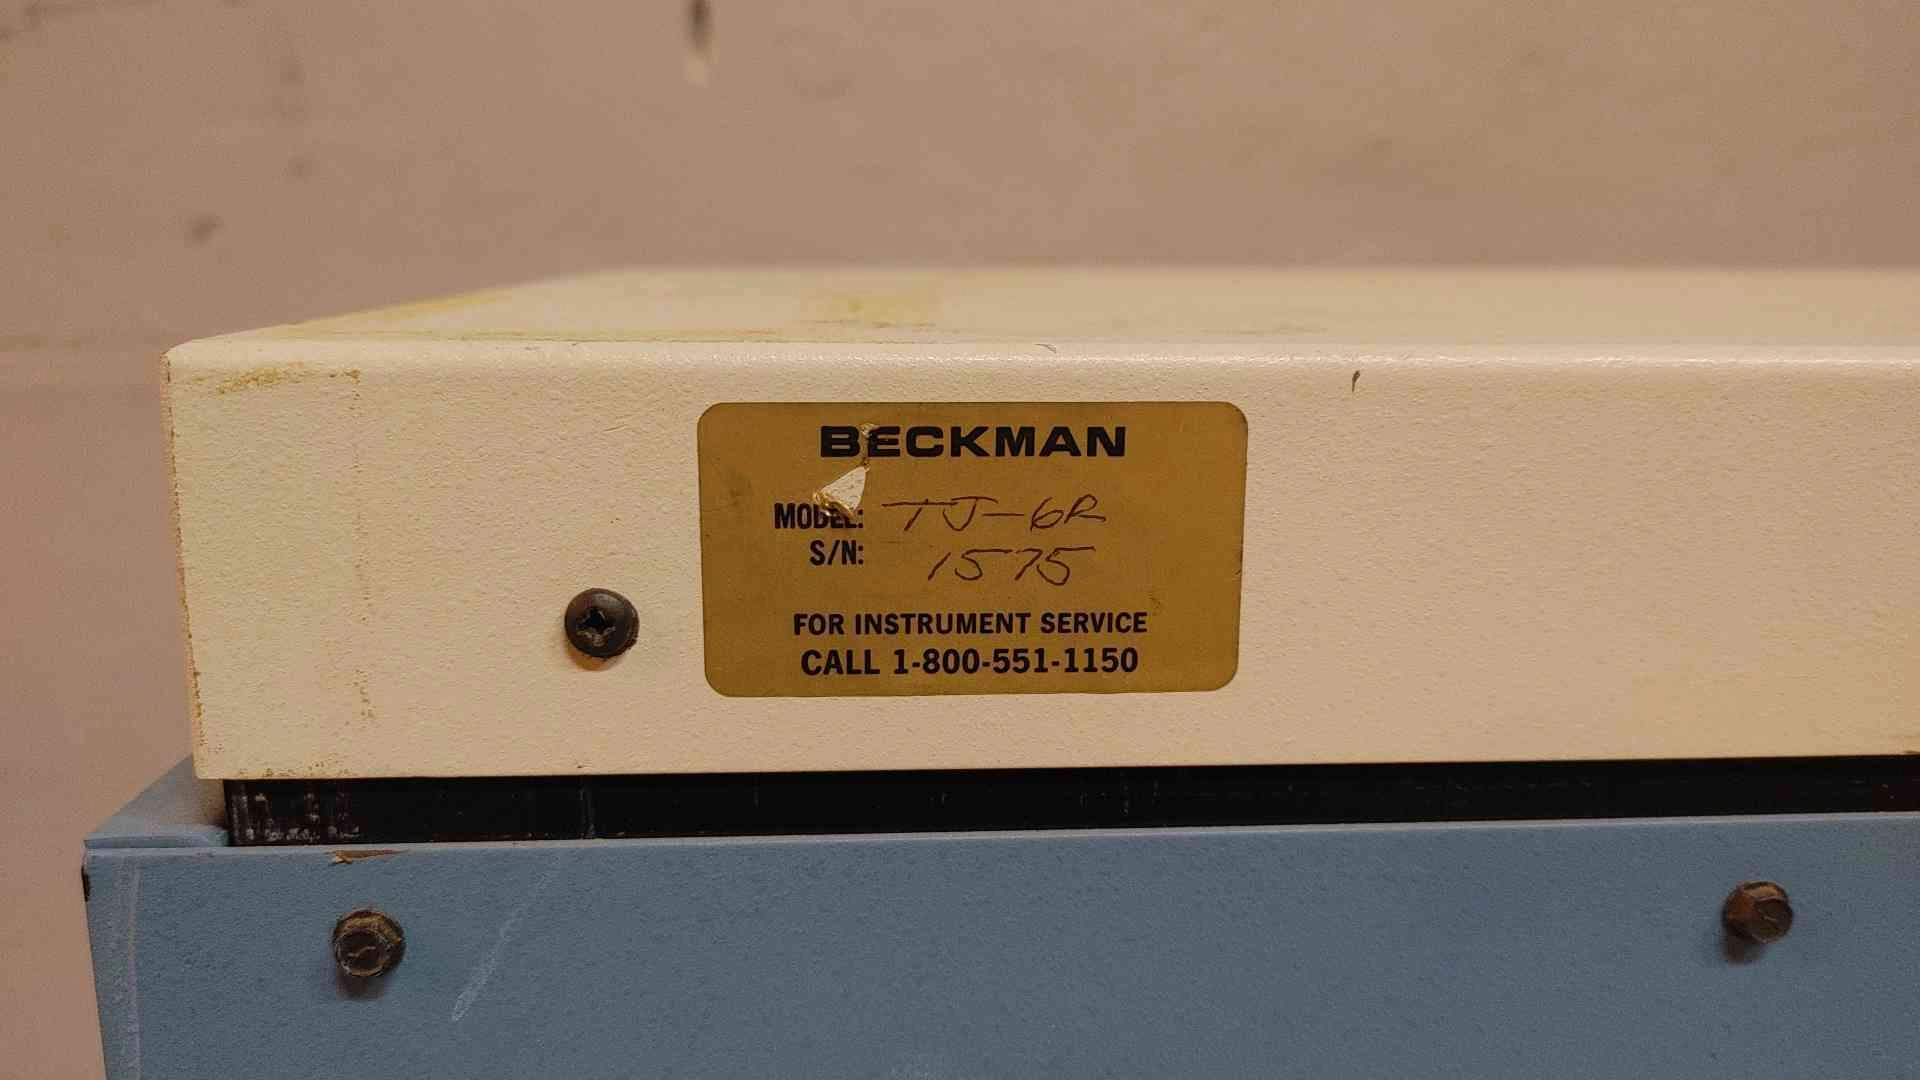 BECKMAN
MODEL: TJ-6R
S/N: 1575
FOR INSTRUMENT SERVICE
CALL 1-800-551-1150